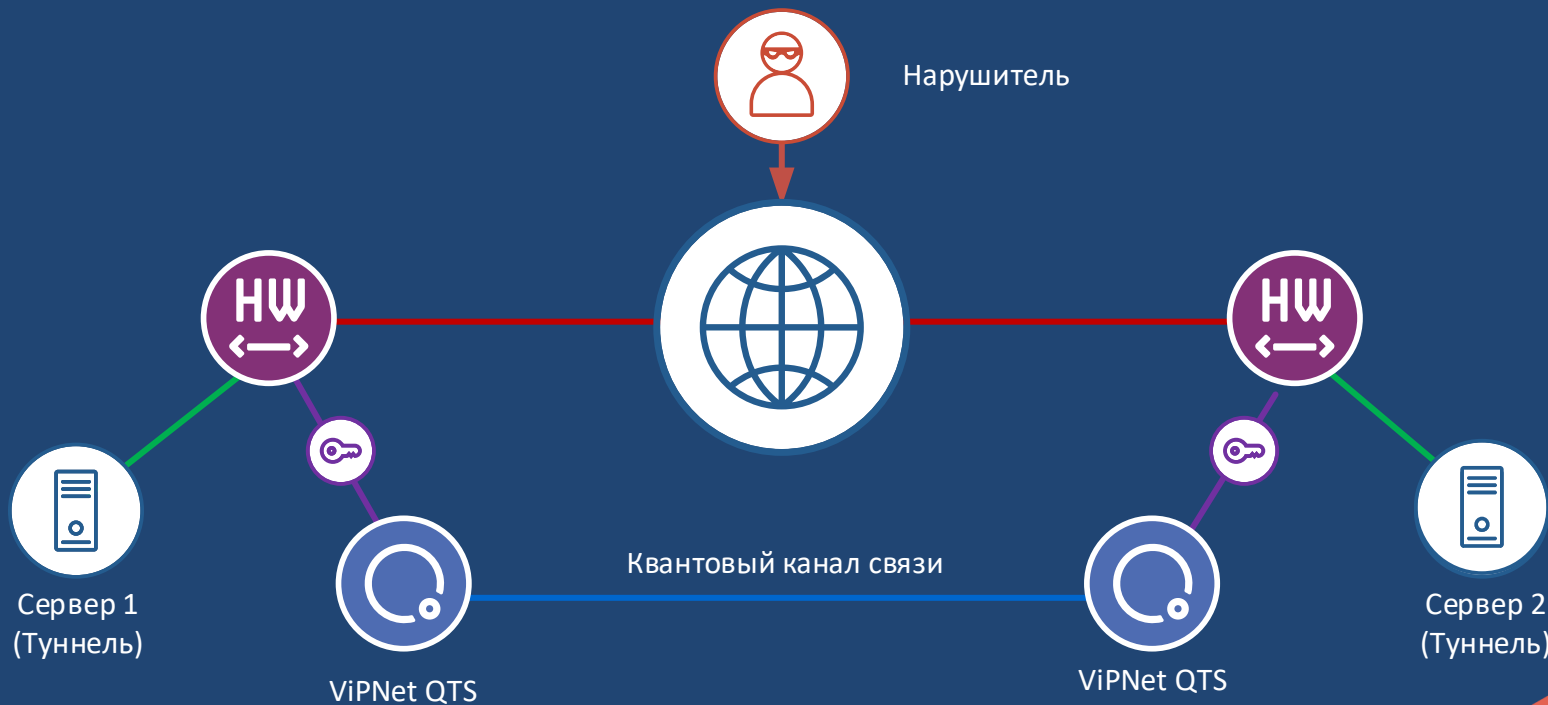 Нарушитель
HW
HW
Квантовый канал связи
Сервер 1
(Туннель)
Сервер 2
(Туннель)
ViPNet QTS
ViPNet QTS